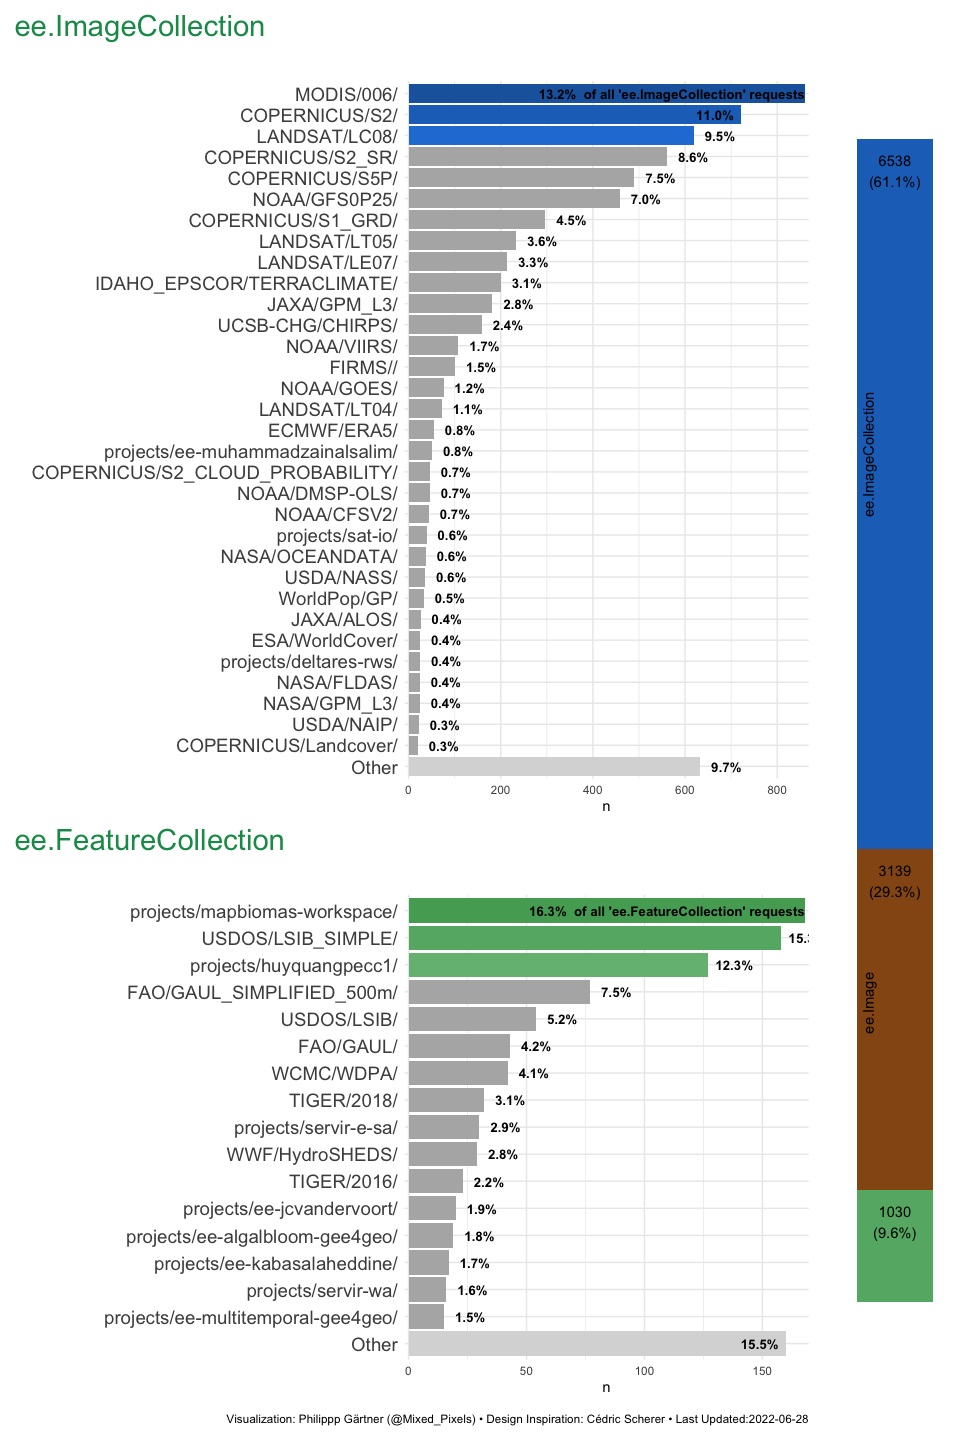 ee.ImageCollection
MODIS/006/ 13.2% of all 'ee.ImageCollection' requests
COPERNICUS/S2/ 11.0%
LANDSAT/LC08/ 9.5%
COPERNICUS/S2_SR/ 8.6%
COPERNICUS/S5P/ 7.5%
NOAA/GFS0P25/ 7.0%
COPERNICUS/S1_GRD/ 4.5%
LANDSAT/LT05/ 3.6%
LANDSAT/LE07/ 3.3%
IDAHO_EPSCOR/TERRACLIMATE/ 3.1%
JAXA/GPM_L3/ 2.8%
UCSB-CHG/CHIRPS/ 2.4%
NOAA/VIIRS/ 1.7%
FIRMS// 1.5%
NOAA/GOES/ 1.2%
LANDSAT/LT04/ 1.1%
ECMWF/ERA5/ 0.8%
projects/ee-muhammadzainalsalim/ 0.8%
COPERNICUS/S2_CLOUD_PROBABILITY/ 0.7%
NOAA/DMSP-OLS/ 0.7%
NOAA/CFSV2/ 0.7%
projects/sat-io/ 0.6%
NASA/OCEANDATA/ 0.6%
USDA/NASS/ 0.6%
WorldPop/GP/ 0.5%
JAXA/ALOS/ 0.4%
ESA/WorldCover/ 0.4%
projects/deltares-rws/ 0.4%
NASA/FLDAS/ 0.4%
NASA/GPM_L3/ 0.4%
USDA/NAIP/ 0.3%
COPERNICUS/Landcover/ 0.3%
Other 9.7%
0 200 400 600 800
n
ee.FeatureCollection
projects/mapbiomas-workspace/ 16.3% of all 'ee.FeatureCollection' requests
USDOS/LSIB_SIMPLE/
projects/huyquangpecc1/ 12.3%
FAO/GAUL_SIMPLIFIED_500m/ 7.5%
USDOS/LSIB/ 5.2%
FAO/GAUL/ 4.2%
WCMC/WDPA/ 4.1%
TIGER/2018/ 3.1%
projects/servir-e-sa/ 2.9%
WWF/HydroSHEDS/ 2.8%
TIGER/2016/ 2.2%
projects/ee-jcvandervoort/ 1.9%
projects/ee-algalbloom-gee4geo/ 1.8%
projects/ee-kabasalaheddine/ 1.7%
projects/servir-wa/ 1.6%
projects/ee-multitemporal-gee4geo/ 1.5%
Other 15.5%
0 50 100 150
n
6538
(61.1%)
ee.ImageCollection
3139
(29.3%)
ee.Image
1030
(9.6%)
Visualization: Philippp Gärtner (@Mixed_Pixels) • Design Inspiration: Cédric Scherer • Last Updated:2022-06-28